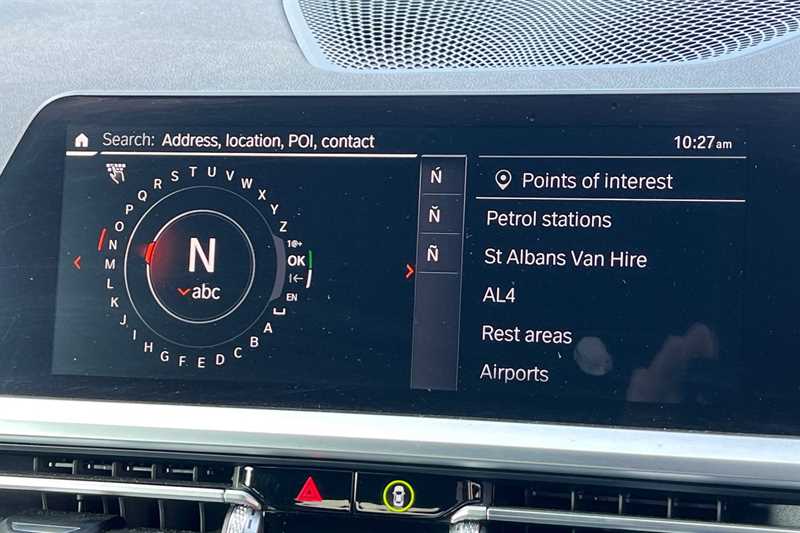 Search: Address, location, POI, contact
10:27am
A B C D E F G H I J K L M N O P Q R S T U V W X Y Z
1@+
OK
EN
N
abc
Ń
Ň
Ñ
Points of interest
Petrol stations
St Albans Van Hire
AL4
Rest areas
Airports